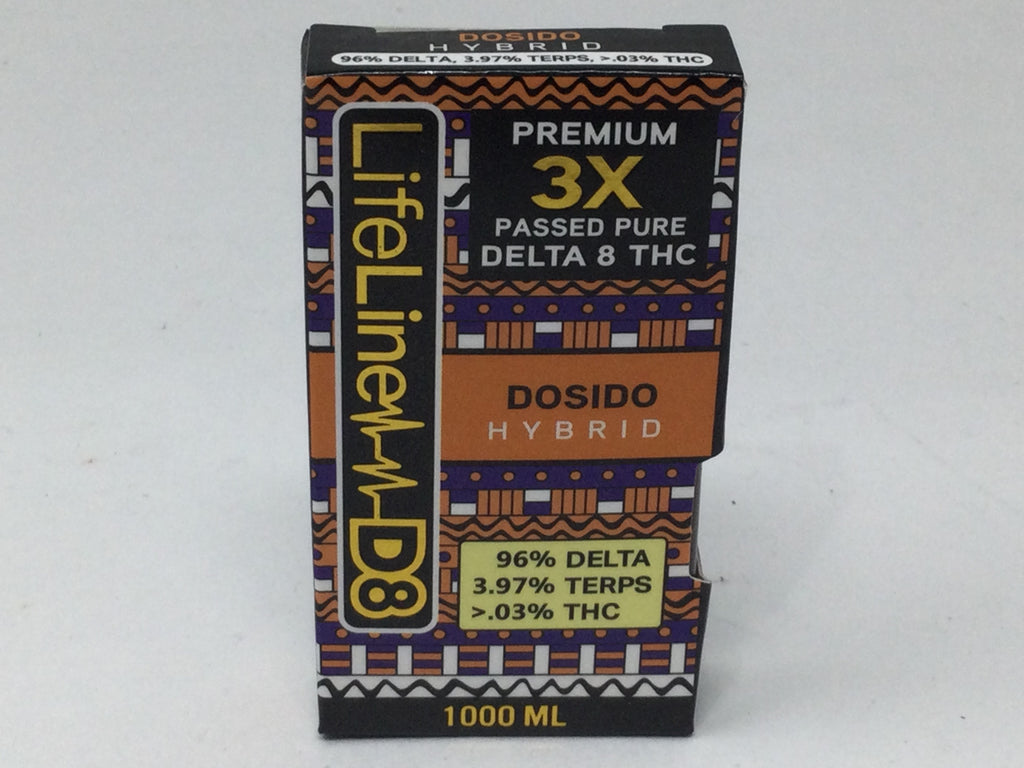 DOSIDO
HYBRID
96% DELTA, 3.97% TERPS, >.03% THC
LifeLine D8
PREMIUM
3X
PASSED PURE
DELTA 8 THC
DOSIDO
HYBRID
96% DELTA
3.97% TERPS
>.03% THC
1000 ML